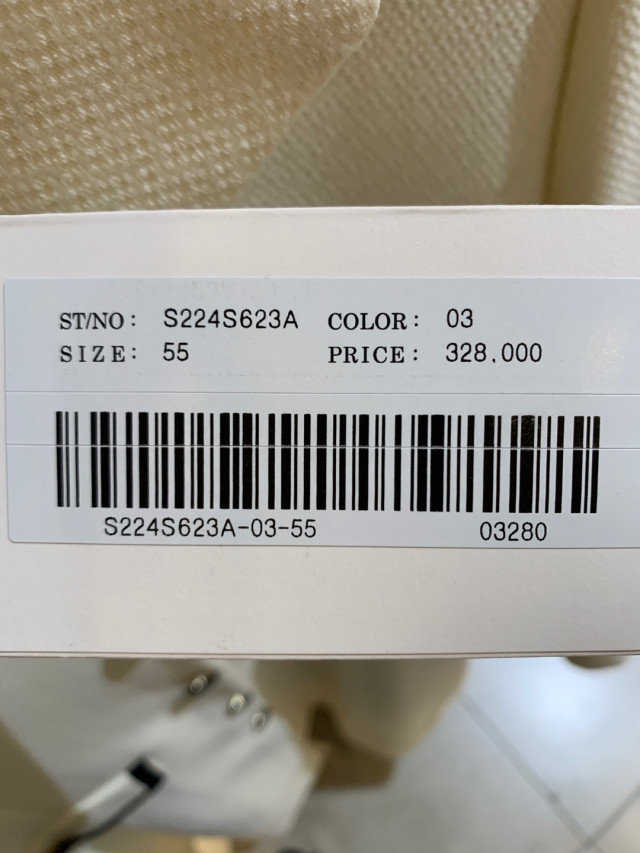 ST/NO: S224S623A COLOR: 03
SIZE: 55 PRICE: 328,000
S224S623A-03-55 03280